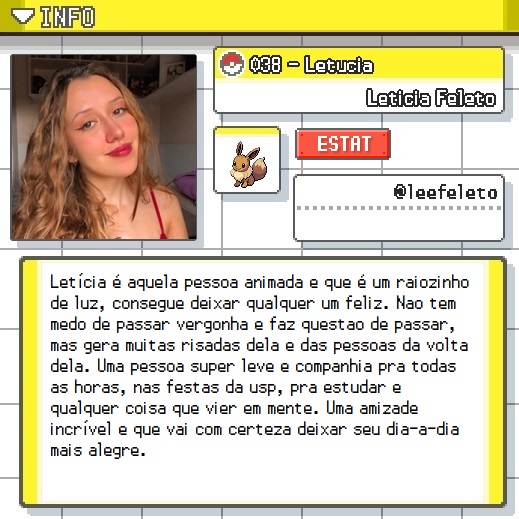 INFO
038 - Letucia
Leticia Feleto
ESTAT
@leefeleto
Letícia é aquela pessoa animada e que é um raiozinho
de luz, consegue deixar qualquer um feliz. Nao tem
medo de passar vergonha e faz questao de passar,
mas gera muitas risadas dela e das pessoas da volta
dela. Uma pessoa super leve e companhia pra todas
as horas, nas festas da usp, pra estudar e
qualquer coisa que vier em mente. Uma amizade
incrível e que vai com certeza deixar seu dia-a-dia
mais alegre.